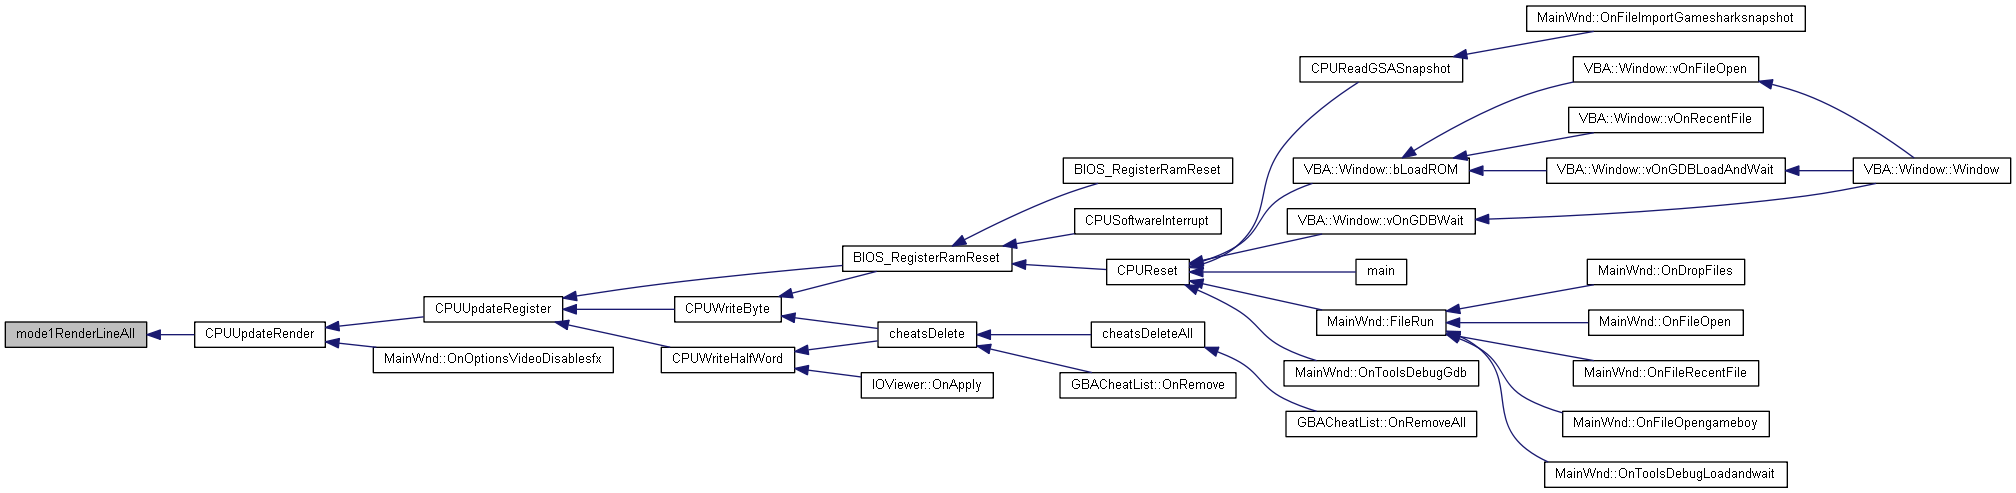 MainWnd::OnFileImportGamesharksnapshot
CPUReadGSASnapshot
VBA::Window::vOnFileOpen
VBA::Window::vOnRecentFile
BIOS_RegisterRamReset
VBA::Window::bLoadROM
VBA::Window::vOnGDBLoadAndWait
VBA::Window::Window
CPUSoftwareInterrupt
VBA::Window::vOnGDBWait
BIOS_RegisterRamReset
CPUReset
main
MainWnd::OnDropFiles
CPUUpdateRegister
CPUWriteByte
mode1RenderLineAll
CPUUpdateRender
cheatsDelete
cheatsDeleteAll
MainWnd::FileRun
MainWnd::OnFileOpen
MainWnd::OnOptionsVideoDisablesfx
CPUWriteHalfWord
MainWnd::OnToolsDebugGdb
MainWnd::OnFileRecentFile
IOViewer::OnApply
GBACheatList::OnRemove
GBACheatList::OnRemoveAll
MainWnd::OnFileOpengameboy
MainWnd::OnToolsDebugLoadandwait